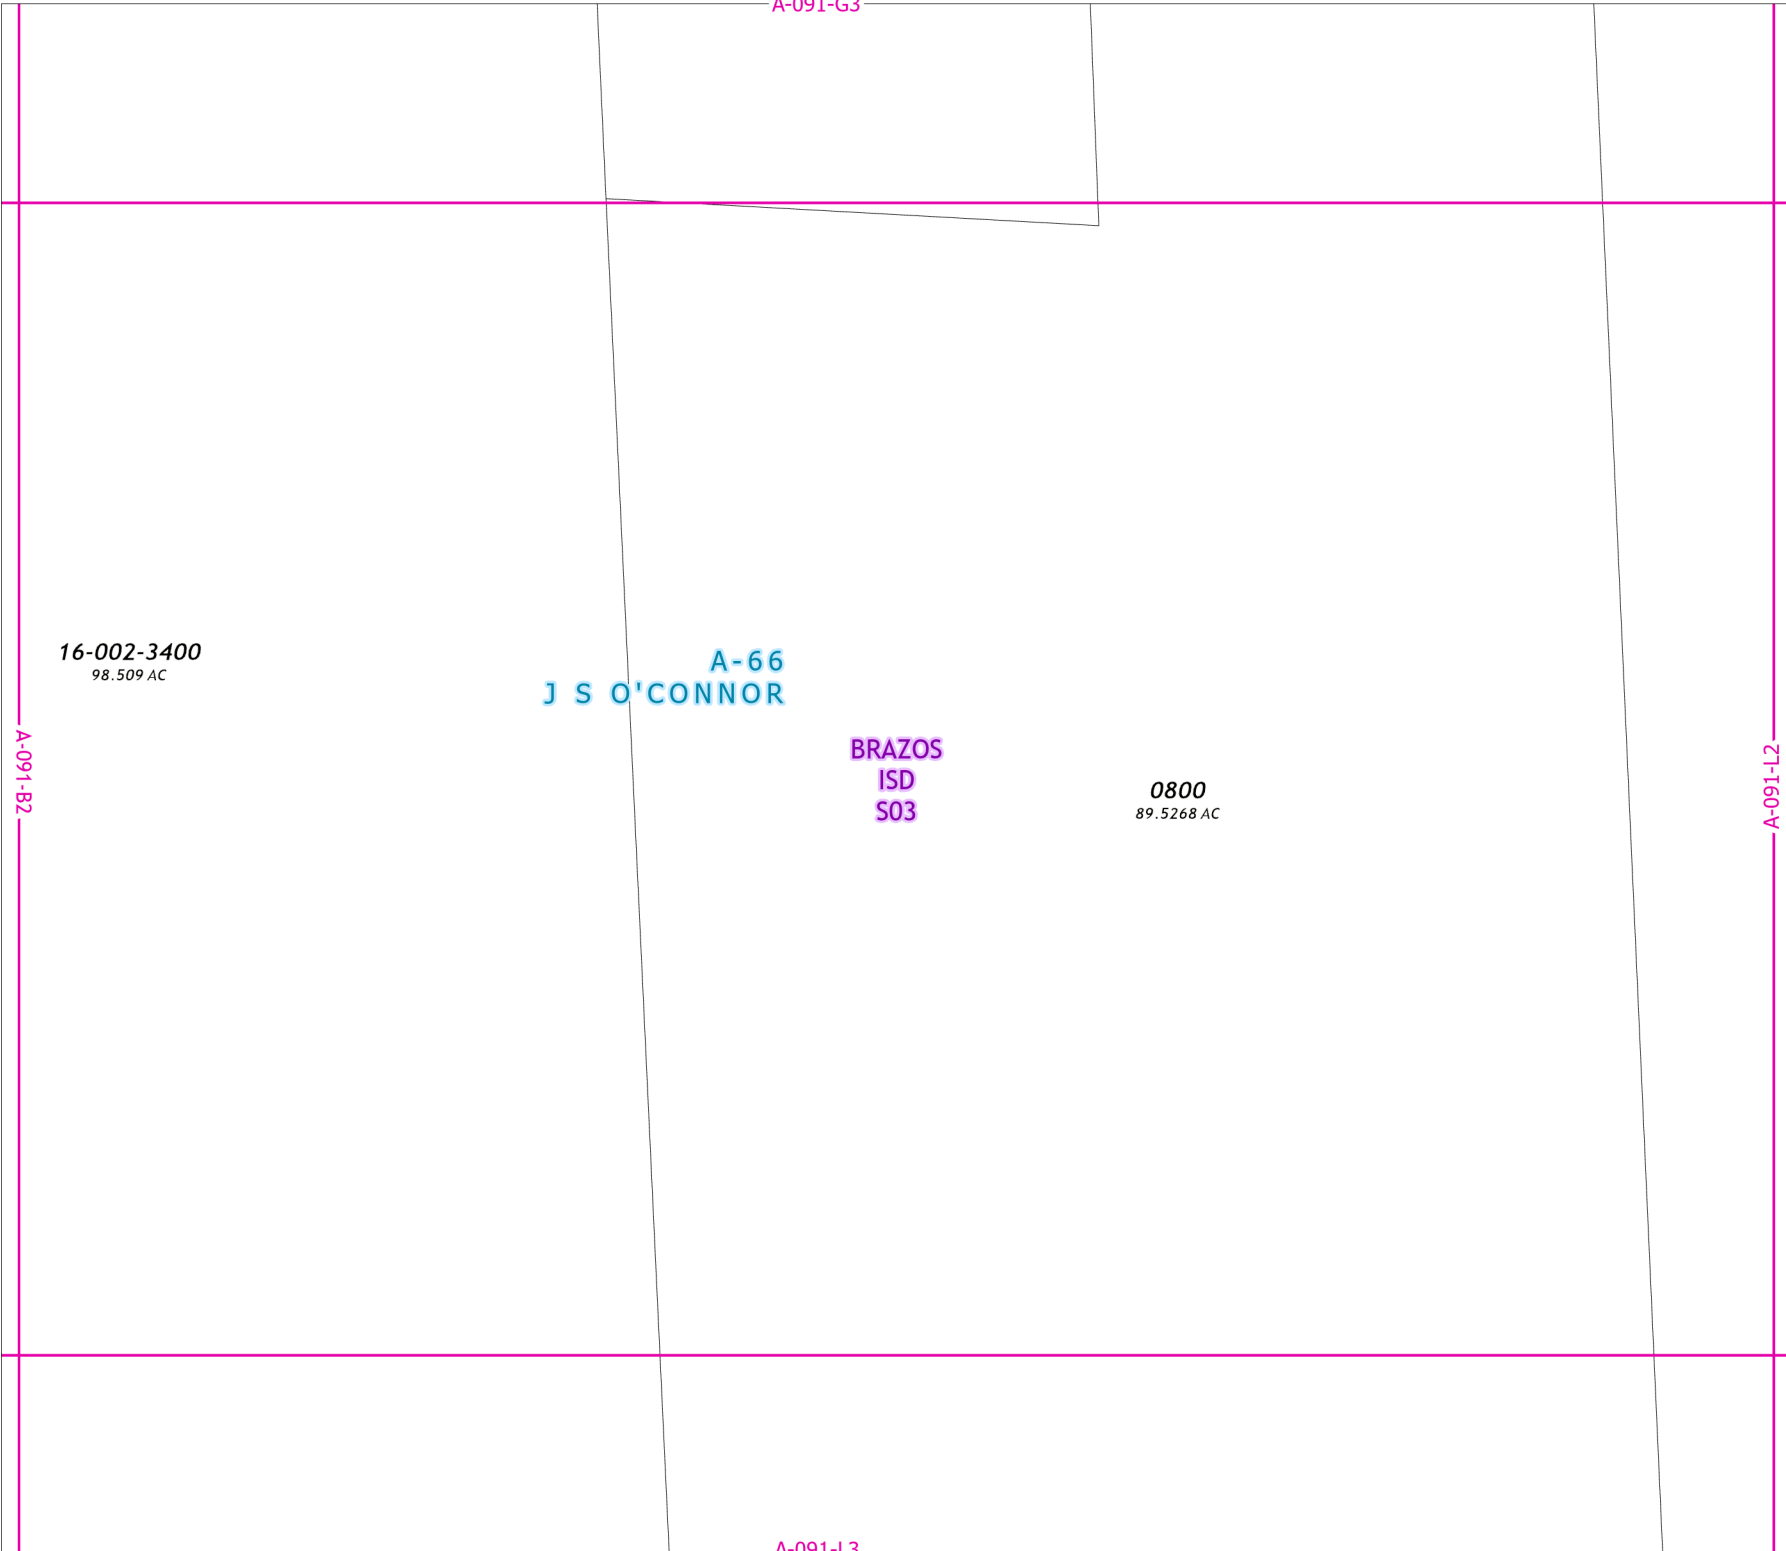 A-091-G3
16-002-3400
98.509 AC
A-66
J S O'CONNOR
BRAZOS
ISD
S03
0800
89.5268 AC
A-091-B2
A-091-L2
A-091-L3